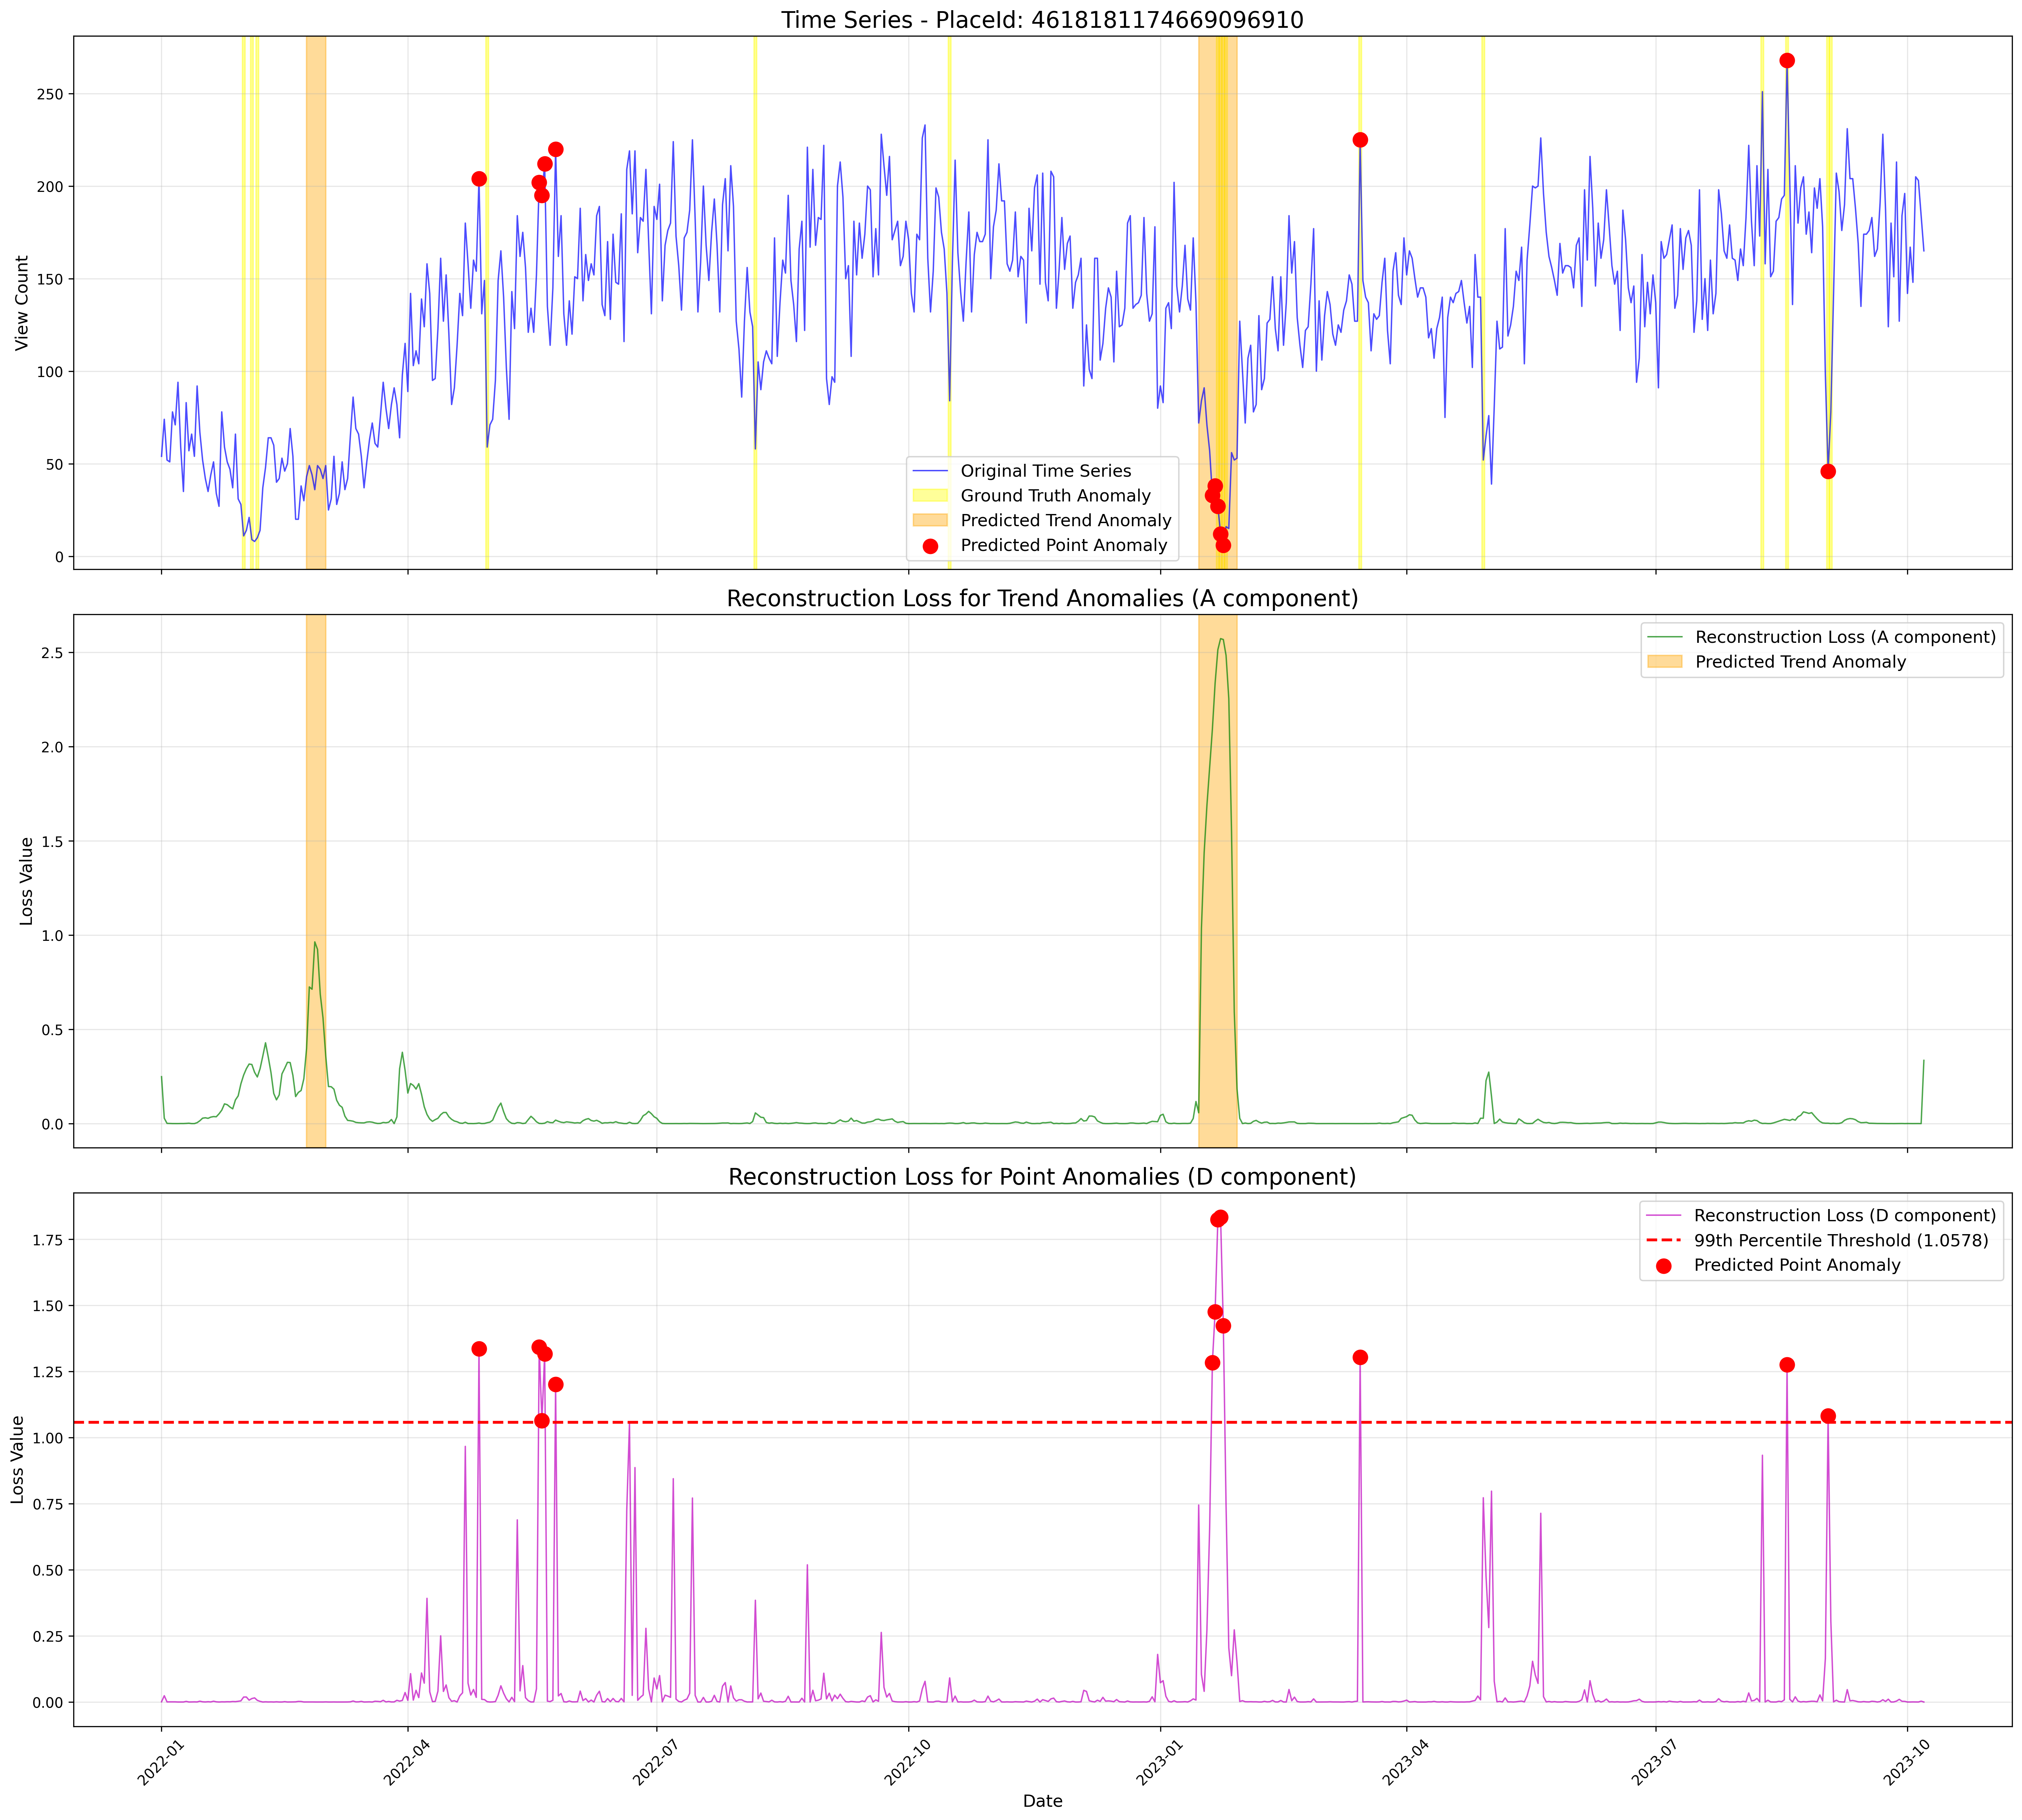 Time Series - PlaceId: 4618181174669096910
View Count
250
200
150
100
50
0
Original Time Series
Ground Truth Anomaly
Predicted Trend Anomaly
Predicted Point Anomaly
Reconstruction Loss for Trend Anomalies (A component)
Loss Value
2.5
2.0
1.5
1.0
0.5
0.0
Reconstruction Loss (A component)
Predicted Trend Anomaly
Reconstruction Loss for Point Anomalies (D component)
Loss Value
1.75
1.50
1.25
1.00
0.75
0.50
0.25
0.00
Reconstruction Loss (D component)
99th Percentile Threshold (1.0578)
Predicted Point Anomaly
2022-01
2022-04
2022-07
2022-10
2023-01
2023-04
2023-07
2023-10
Date